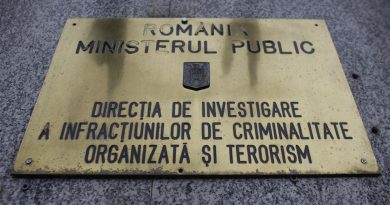 ROMÂNIA
MINISTERUL PUBLIC
DIRECȚIA DE INVESTIGARE
A INFRACȚIUNILOR DE CRIMINALITATE
ORGANIZATĂ ȘI TERORISM